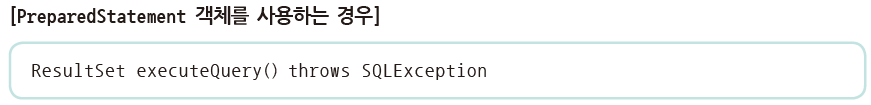 [PreparedStatement 객체를 사용하는 경우]
ResultSet executeQuery() throws SQLException